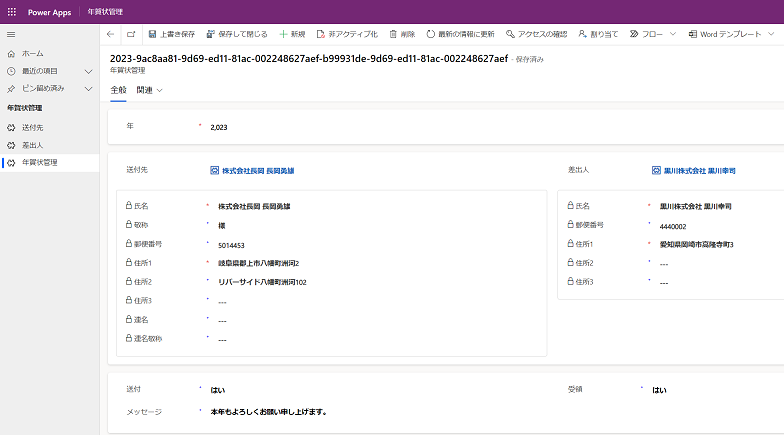 Power Apps 年賀状管理
上書き保存 保存して閉じる 新規 非アクティブ化 削除 最新の情報に更新 アクセスの確認 割り当て フロー Word テンプレート
ホーム
最近の項目
ピン留め済み
年賀状管理
送付先
差出人
年賀状管理
2023-9ac8aa81-9d69-ed11-81ac-002248627aef-b99931de-9d69-ed11-81ac-002248627aef - 保存済み
年賀状管理
全般 関連
年 * 2,023
送付先 株式会社長岡 長岡勇雄
氏名 * 株式会社長岡 長岡勇雄
敬称 * 様
郵便番号 * 5014453
住所1 * 岐阜県郡上市八幡町洲河2
住所2 * リバーサイド八幡町洲河102
住所3 * ---
連名 * ---
連名敬称 * ---
差出人 黒川株式会社 黒川幸司
氏名 * 黒川株式会社 黒川幸司
郵便番号 * 4440002
住所1 * 愛知県岡崎市高隆寺町3
住所2 * ---
住所3 * ---
送付 * はい
受領 * はい
メッセージ * 本年もよろしくお願い申し上げます。